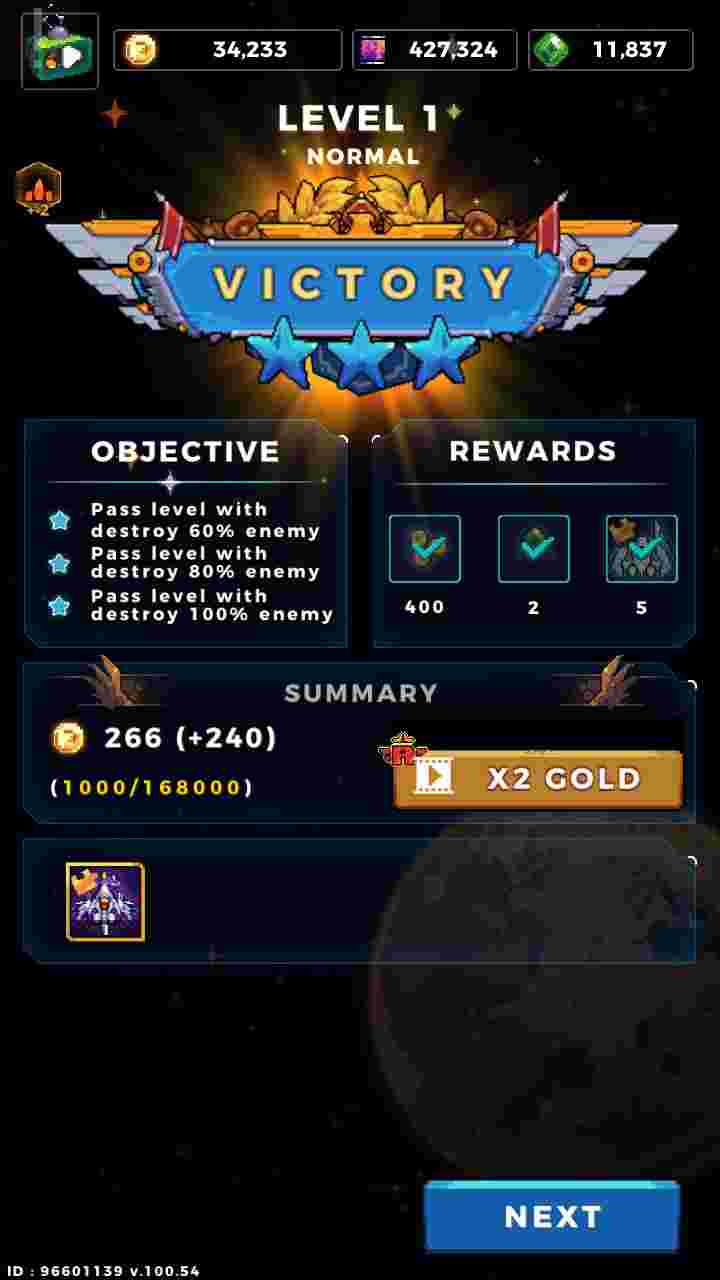 34,233
427,324
11,837
LEVEL 1
NORMAL
+2
VICTORY
OBJECTIVE
Pass level with
destroy 60% enemy
Pass level with
destroy 80% enemy
Pass level with
destroy 100% enemy
REWARDS
400
2
5
SUMMARY
266 (+240)
(1000/168000)
R
X2 GOLD
NEXT
ID : 96601139 v.100.54